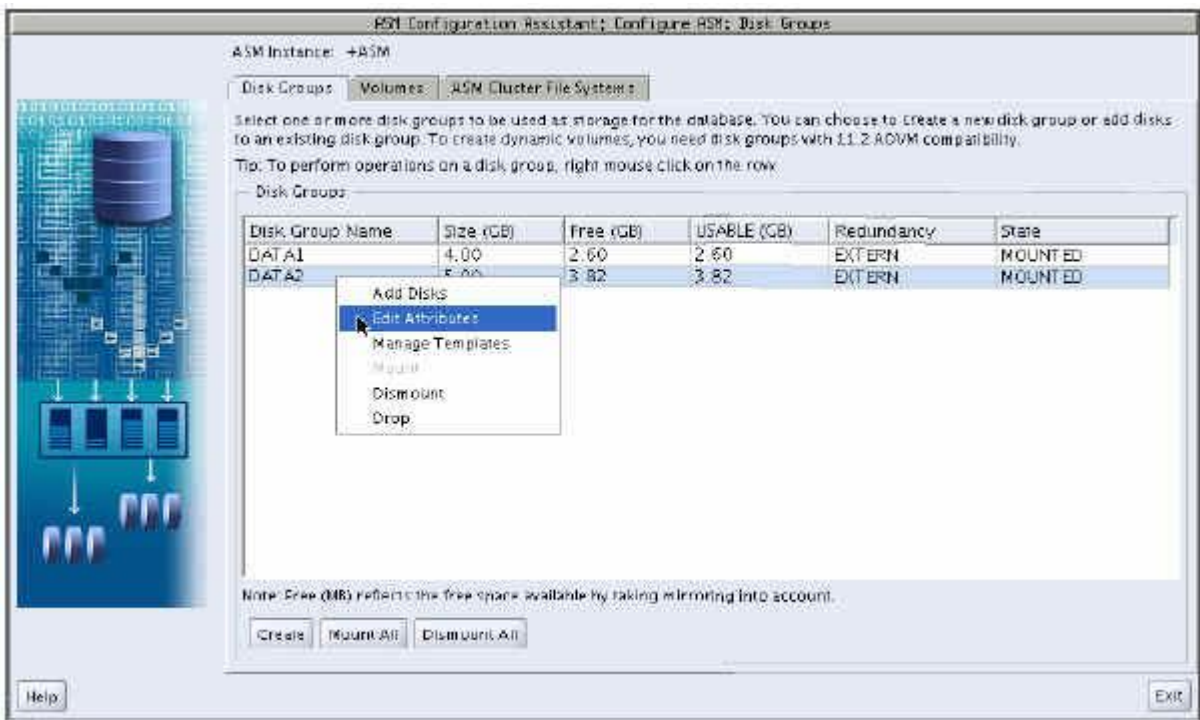 ASM Configuration Assistant: Configure ASM: Disk Groups
ASM Instance: +ASM
Disk Groups Volumes ASM Cluster File Systems
Select one or more disk groups to be used as storage for the database. You can choose to create a new disk group or add disks
to an existing disk group. To create dynamic volumes, you need disk groups with 11.2 ADVM compatibility.
Tip: To perform operations on a disk group, right mouse click on the row
Disk Groups
Disk Group Name Size (GB) Free (GB) USABLE (GB) Redundancy State
DATA1 4.00 2.60 2.60 EXTERN MOUNTED
DATA2 5.00 3.82 3.82 EXTERN MOUNTED
Add Disks
Edit Attributes
Manage Templates
Mount
Dismount
Drop
Note: Free (MB) reflects the free space available by taking mirroring into account.
Create Mount All Dismount All
Help Exit